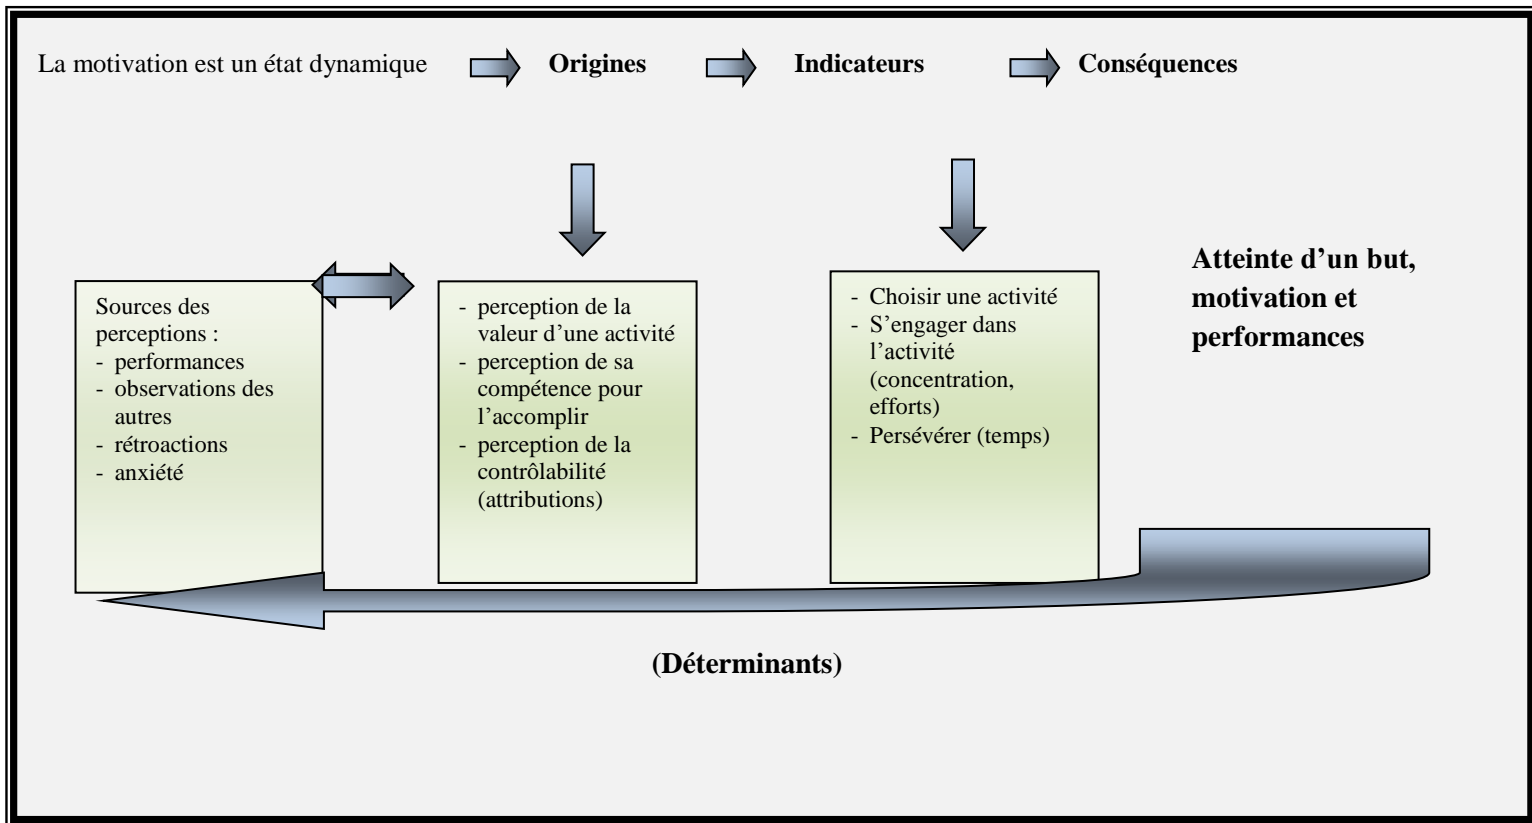 La motivation est un état dynamique Origines Indicateurs Conséquences
Sources des
perceptions :
- performances
- observations des
autres
- rétroactions
- anxiété
- perception de la
valeur d’une activité
- perception de sa
compétence pour
l’accomplir
- perception de la
contrôlabilité
(attributions)
- Choisir une activité
- S’engager dans
l’activité
(concentration,
efforts)
- Persévérer (temps)
Atteinte d’un but,
motivation et
performances
(Déterminants)